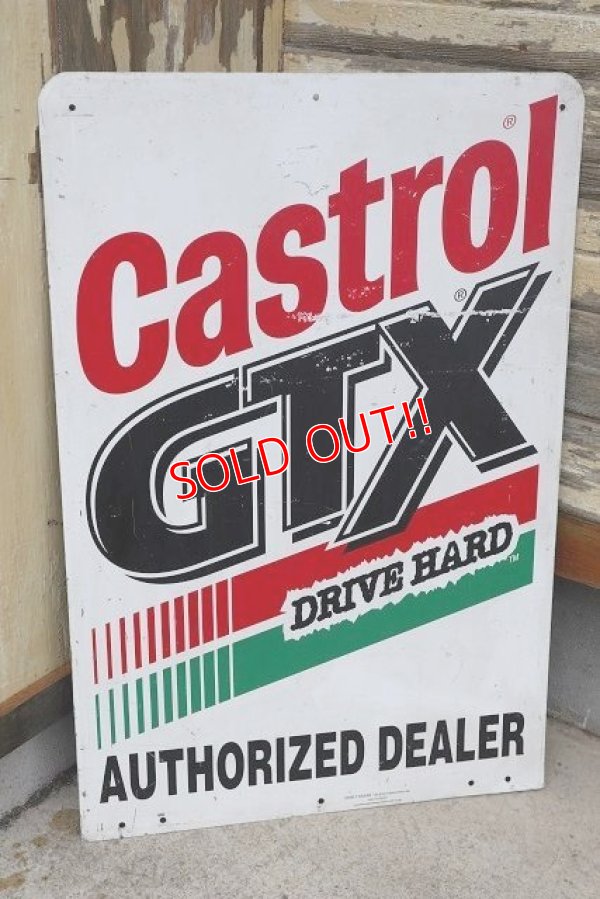 Castrol®
GTX®
SOLD OUT!!
DRIVE HARD™
AUTHORIZED DEALER